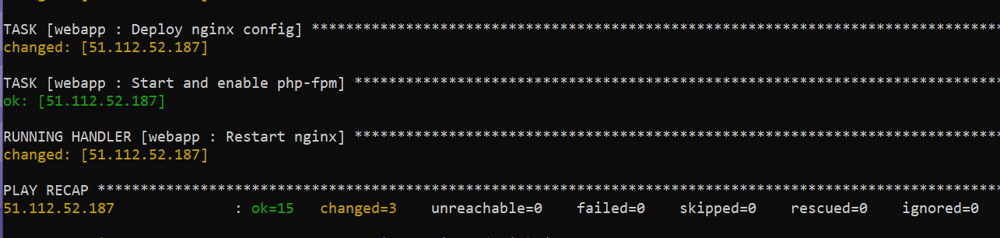 TASK [webapp : Deploy nginx config] *********************************************************************************
changed: [51.112.52.187]
TASK [webapp : Start and enable php-fpm] ****************************************************************************
ok: [51.112.52.187]
RUNNING HANDLER [webapp : Restart nginx] ****************************************************************************
changed: [51.112.52.187]
PLAY RECAP **********************************************************************************************************
51.112.52.187              : ok=15   changed=3    unreachable=0    failed=0    skipped=0    rescued=0    ignored=0